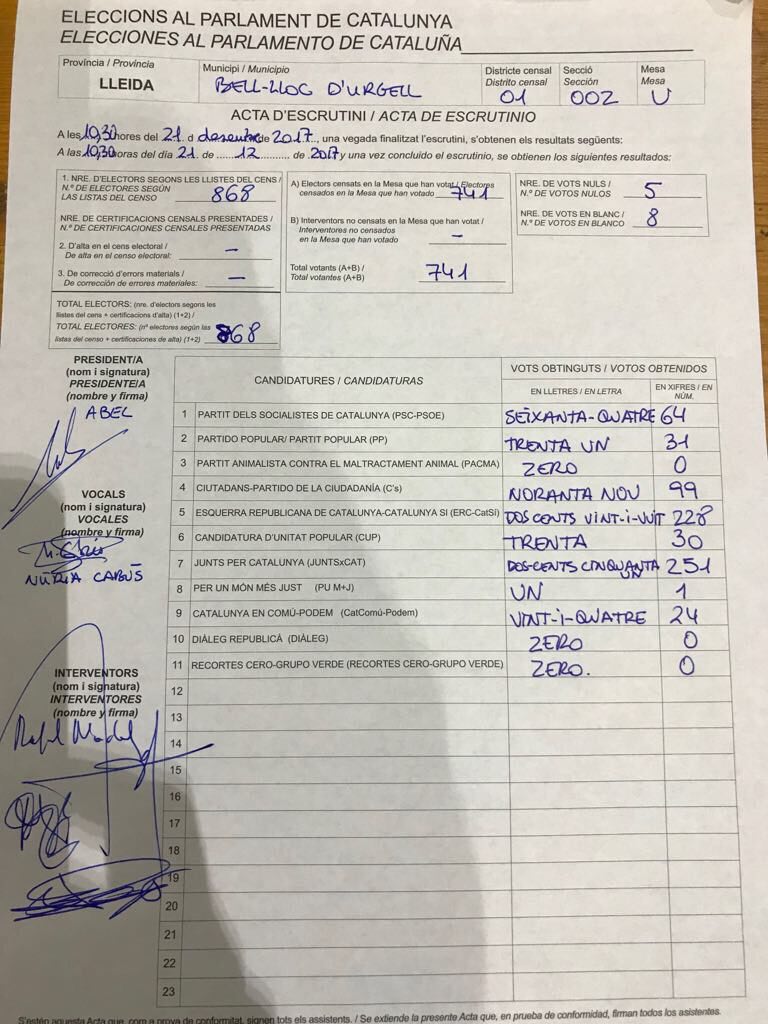 ELECCIONS AL PARLAMENT DE CATALUNYA
ELECCIONES AL PARLAMENTO DE CATALUÑA
Província / Provincia
LLEIDA
Municipi / Municipio
BELL-LLOC D'URGELL
Districte censal
Distrito censal
01
Secció
Sección
002
Mesa
Mesa
U
ACTA D'ESCRUTINI / ACTA DE ESCRUTINIO
A les 10,30 hores del 21 d desembre de 2017, una vegada finalitzat l'escrutini, s'obtenen els resultats següents:
A las 10,30 horas del día 21 de 12 de 2017 y una vez concluido el escrutinio, se obtienen los siguientes resultados:
1. NRE. D'ELECTORS SEGONS LES LLISTES DEL CENS /
N.º DE ELECTORES SEGÚN
LAS LISTAS DEL CENSO
868
NRE. DE CERTIFICACIONS CENSALS PRESENTADES /
N.º DE CERTIFICACIONES CENSALES PRESENTADAS
2. D'alta en el cens electoral /
De alta en el censo electoral:
–
3. De correcció d'errors materials /
De corrección de errores materiales:
–
TOTAL ELECTORS: (nre. d'electors segons les
llistes del cens + certificacions d'alta) (1+2) /
TOTAL ELECTORES: (nº electores según las
listas del censo + certificaciones de alta) (1+2)
868
A) Electors censats en la Mesa que han votat / Electores
censados en la Mesa que han votado
741
B) Interventors no censats en la Mesa que han votat /
Interventores no censados
en la Mesa que han votado
–
Total votants (A+B) /
Total votantes (A+B)
741
NRE. DE VOTS NULS /
N.º DE VOTOS NULOS
5
NRE. DE VOTS EN BLANC /
N.º DE VOTOS EN BLANCO
8
PRESIDENT/A
(nom i signatura)
PRESIDENTE/A
(nombre y firma)
ABEL
VOCALS
(nom i signatura)
VOCALES
(nombre y firma)
NÚRIA CABÚS
INTERVENTORS
(nom i signatura)
INTERVENTORES
(nombre y firma)
CANDIDATURES / CANDIDATURAS
VOTS OBTINGUTS / VOTOS OBTENIDOS
EN LLETRES / EN LETRA
EN XIFRES / EN NÚM.
1 PARTIT DELS SOCIALISTES DE CATALUNYA (PSC-PSOE) SEIXANTA-QUATRE 64
2 PARTIDO POPULAR/ PARTIT POPULAR (PP) TRENTA UN 31
3 PARTIT ANIMALISTA CONTRA EL MALTRACTAMENT ANIMAL (PACMA) ZERO 0
4 CIUTADANS-PARTIDO DE LA CIUDADANÍA (C's) NORANTA NOU 99
5 ESQUERRA REPUBLICANA DE CATALUNYA-CATALUNYA SÍ (ERC-CatSí) DOS CENTS VINT-I-VUIT 228
6 CANDIDATURA D'UNITAT POPULAR (CUP) TRENTA 30
7 JUNTS PER CATALUNYA (JUNTSxCAT) DOS-CENTS CINQUANTA UN 251
8 PER UN MÓN MÉS JUST (PU M+J) UN 1
9 CATALUNYA EN COMÚ-PODEM (CatComú-Podem) VINT-I-QUATRE 24
10 DIÀLEG REPUBLICÀ (DIÀLEG) ZERO 0
11 RECORTES CERO-GRUPO VERDE (RECORTES CERO-GRUPO VERDE) ZERO. 0
12
13
14
15
16
17
18
19
20
21
22
23
S'estén aquesta Acta que, com a prova de conformitat, signen tots els assistents. / Se extiende la presente Acta que, en prueba de conformidad, firman todos los asistentes.